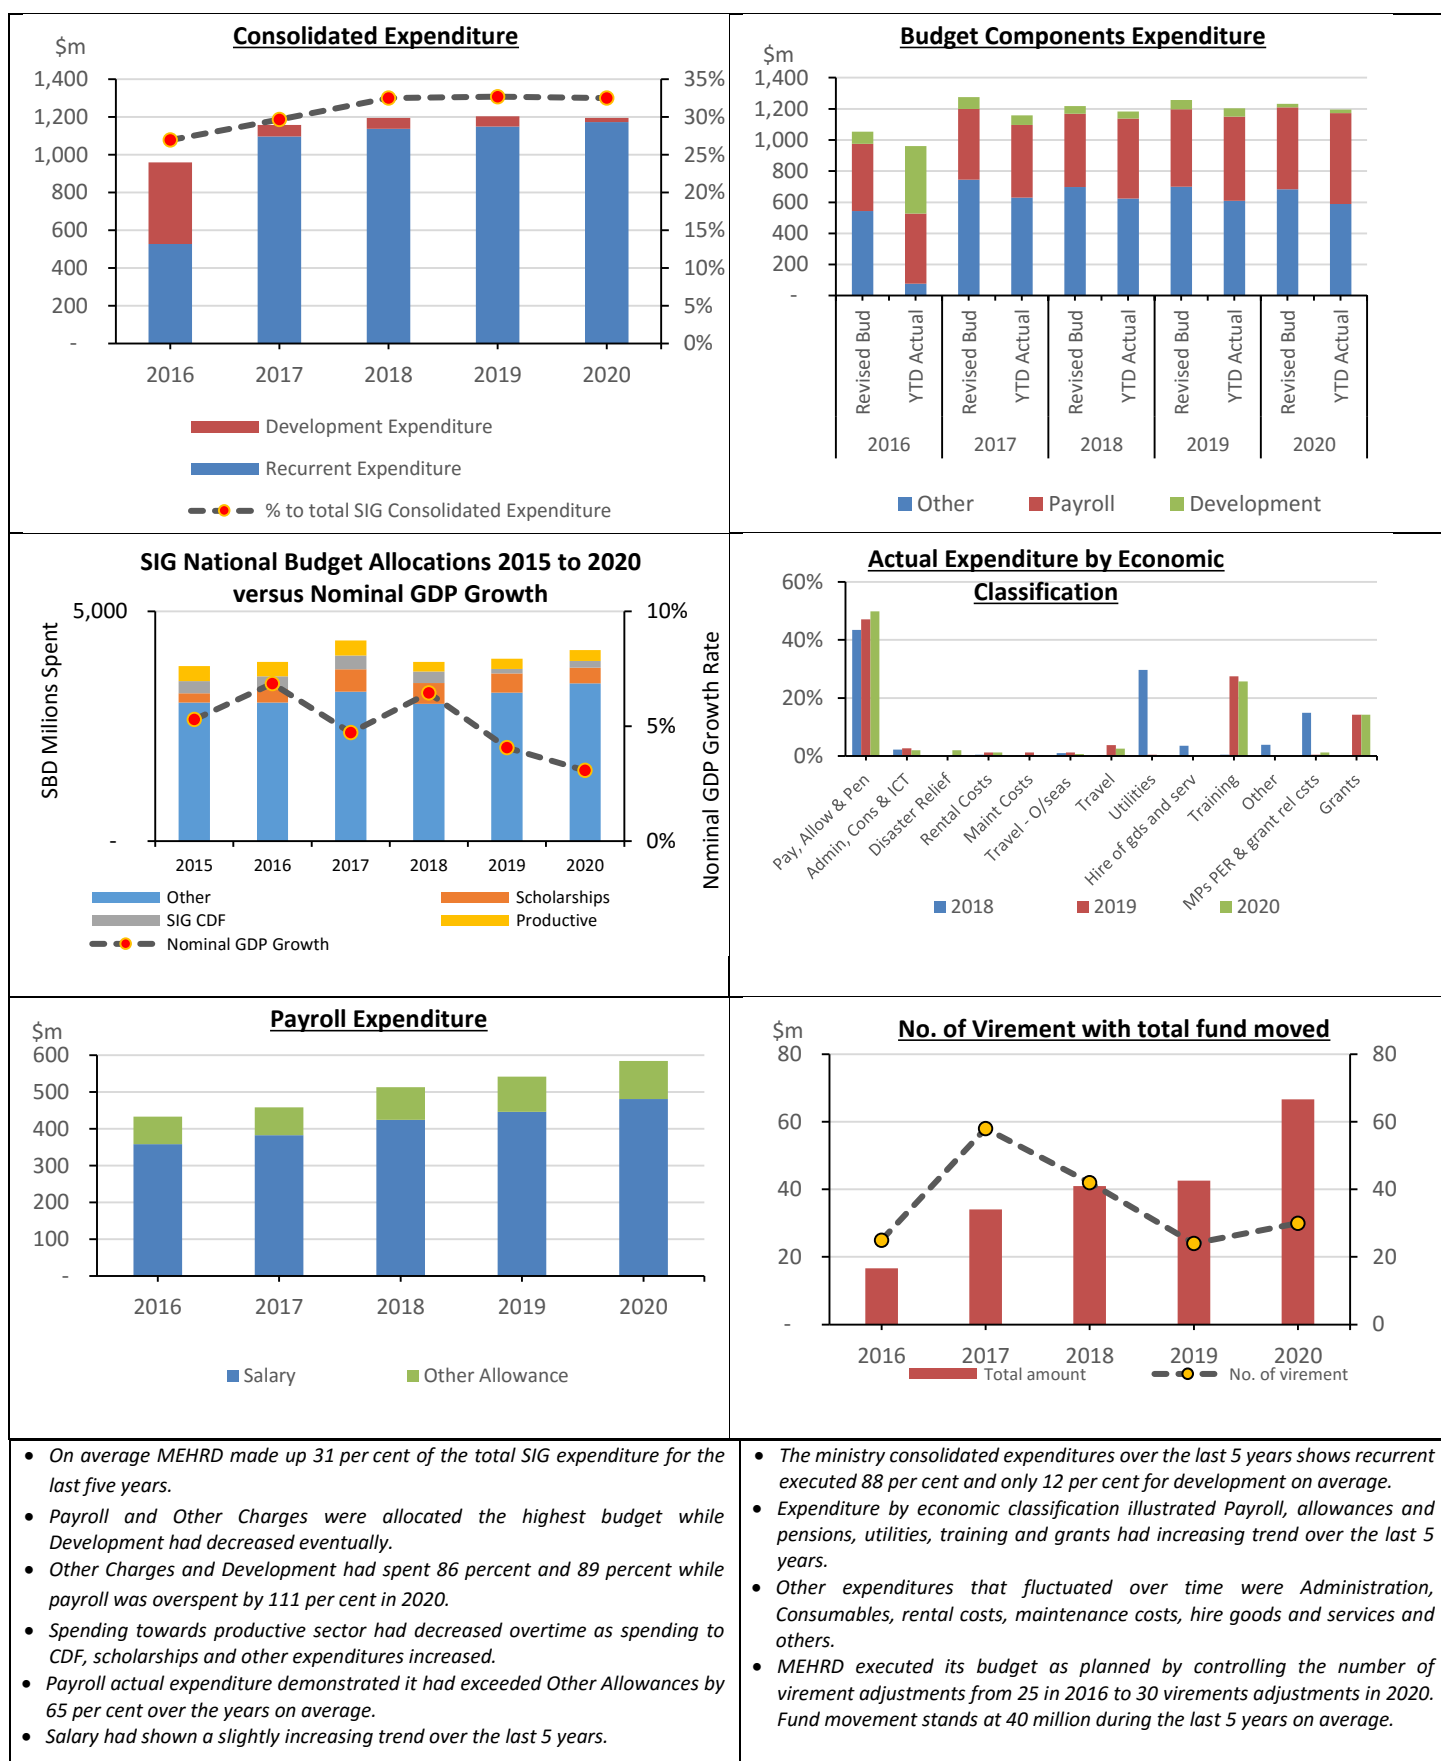 Consolidated Expenditure
$m
1,400
1,200
1,000
800
600
400
200
-
35%
30%
25%
20%
15%
10%
5%
0%
2016 2017 2018 2019 2020
Development Expenditure
Recurrent Expenditure
% to total SIG Consolidated Expenditure
Budget Components Expenditure
$m
1,400
1,200
1,000
800
600
400
200
-
Revised Bud
YTD Actual
Revised Bud
YTD Actual
Revised Bud
YTD Actual
Revised Bud
YTD Actual
Revised Bud
YTD Actual
2016 2017 2018 2019 2020
Other Payroll Development
SIG National Budget Allocations 2015 to 2020
versus Nominal GDP Growth
SBD Milions Spent
5,000
-
10%
5%
0%
Nominal GDP Growth Rate
2015 2016 2017 2018 2019 2020
Other Scholarships
SIG CDF Productive
Nominal GDP Growth
Actual Expenditure by Economic
Classification
60%
40%
20%
0%
Pay, Allow & Pen
Admin, Cons & ICT
Disaster Relief
Rental Costs
Maint Costs
Travel - O/seas
Travel
Utilities
Hire of gds and serv
Training
Other
MPs PER & grant rel csts
Grants
2018 2019 2020
Payroll Expenditure
$m
600
500
400
300
200
100
-
2016 2017 2018 2019 2020
Salary Other Allowance
No. of Virement with total fund moved
$m
80
60
40
20
-
80
60
40
20
0
2016 2017 2018 2019 2020
Total amount No. of virement
• On average MEHRD made up 31 per cent of the total SIG expenditure for the
last five years.
• Payroll and Other Charges were allocated the highest budget while
Development had decreased eventually.
• Other Charges and Development had spent 86 percent and 89 percent while
payroll was overspent by 111 per cent in 2020.
• Spending towards productive sector had decreased overtime as spending to
CDF, scholarships and other expenditures increased.
• Payroll actual expenditure demonstrated it had exceeded Other Allowances by
65 per cent over the years on average.
• Salary had shown a slightly increasing trend over the last 5 years.
• The ministry consolidated expenditures over the last 5 years shows recurrent
executed 88 per cent and only 12 per cent for development on average.
• Expenditure by economic classification illustrated Payroll, allowances and
pensions, utilities, training and grants had increasing trend over the last 5
years.
• Other expenditures that fluctuated over time were Administration,
Consumables, rental costs, maintenance costs, hire goods and services and
others.
• MEHRD executed its budget as planned by controlling the number of
virement adjustments from 25 in 2016 to 30 virements adjustments in 2020.
Fund movement stands at 40 million during the last 5 years on average.